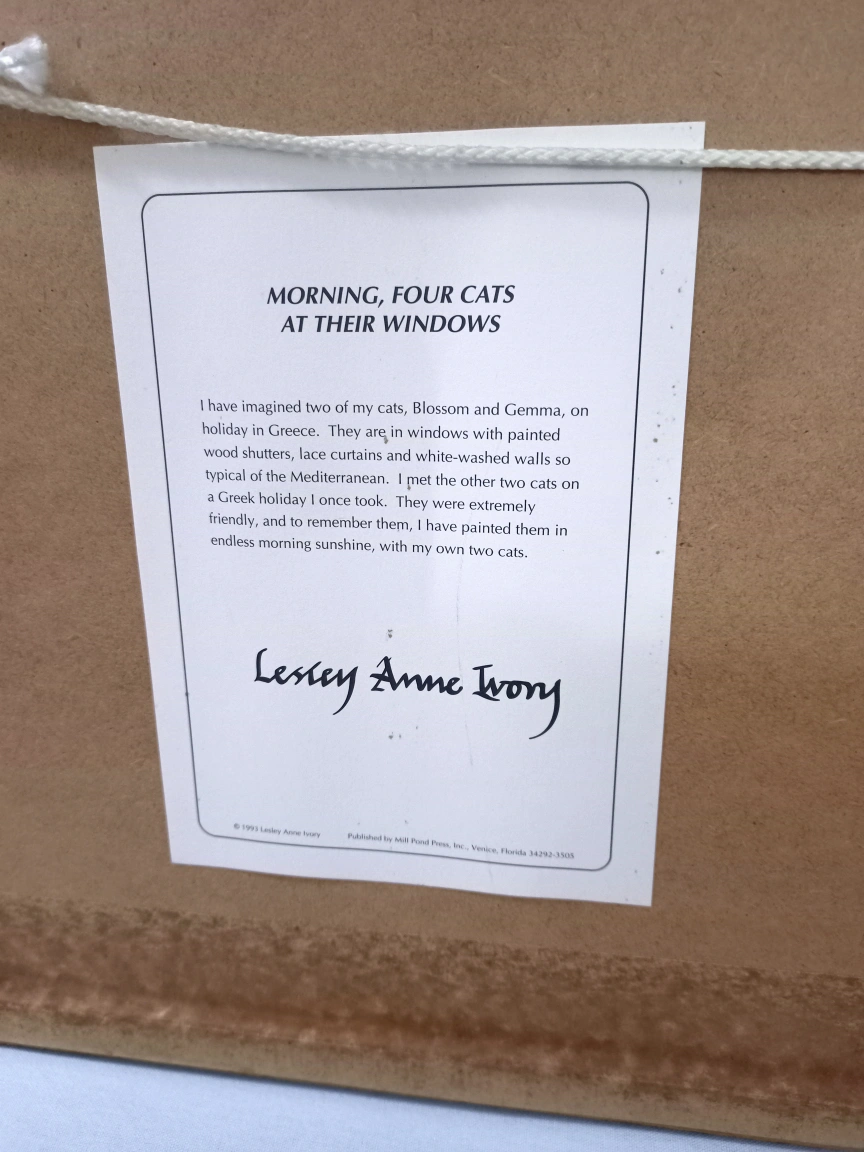 MORNING, FOUR CATS
AT THEIR WINDOWS
I have imagined two of my cats, Blossom and Gemma, on
holiday in Greece. They are in windows with painted
wood shutters, lace curtains and white-washed walls so
typical of the Mediterranean. I met the other two cats on
a Greek holiday I once took. They were extremely
friendly, and to remember them, I have painted them in
endless morning sunshine, with my own two cats.
Lesley Anne Ivory
© 1993 Lesley Anne Ivory Published by Mill Pond Press, Inc., Venice, Florida 34292-3505